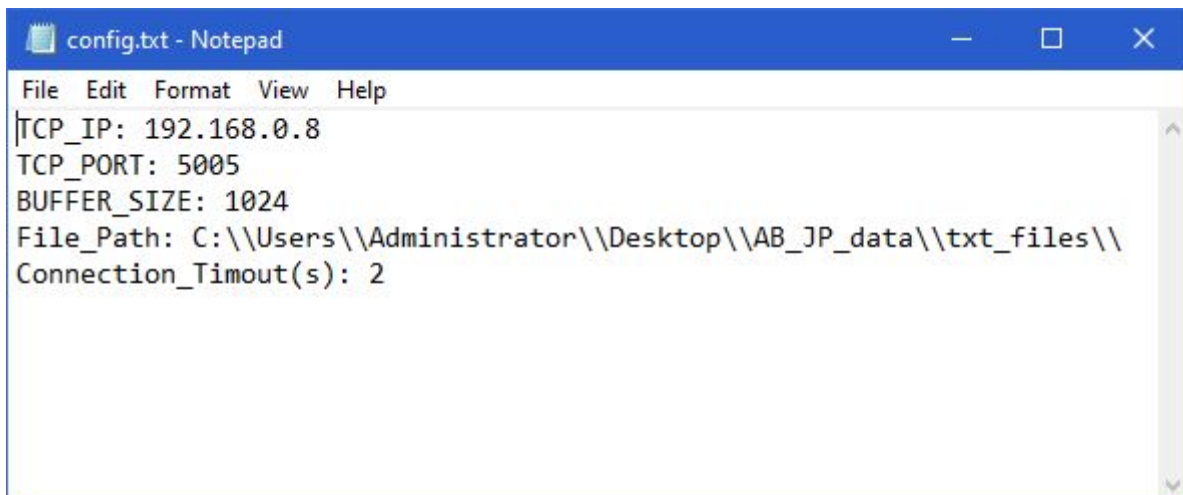 config.txt - Notepad
File Edit Format View Help
TCP_IP: 192.168.0.8
TCP_PORT: 5005
BUFFER_SIZE: 1024
File_Path: C:\\Users\\Administrator\\Desktop\\AB_JP_data\\txt_files\\
Connection_Timout(s): 2